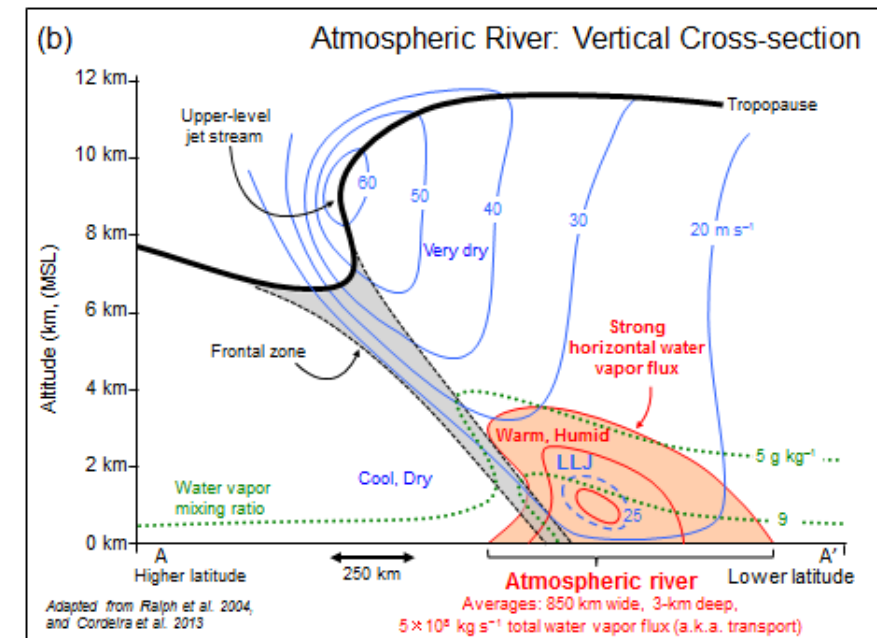 (b)
Atmospheric River: Vertical Cross-section
12 km
10 km
8 km
6 km
4 km
2 km
0 km
Altitude (km, (MSL)
Tropopause
Upper-level
jet stream
60
50
40
30
20 m s⁻¹
Very dry
Frontal zone
Strong
horizontal water
vapor flux
Warm, Humid
LLJ
25
5 g kg⁻¹
9
Cool, Dry
Water vapor
mixing ratio
A
Higher latitude
250 km
A'
Lower latitude
Atmospheric river
Averages: 850 km wide, 3-km deep,
5 × 10⁸ kg s⁻¹ total water vapor flux (a.k.a. transport)
Adapted from Ralph et al. 2004,
and Cordeira et al. 2013